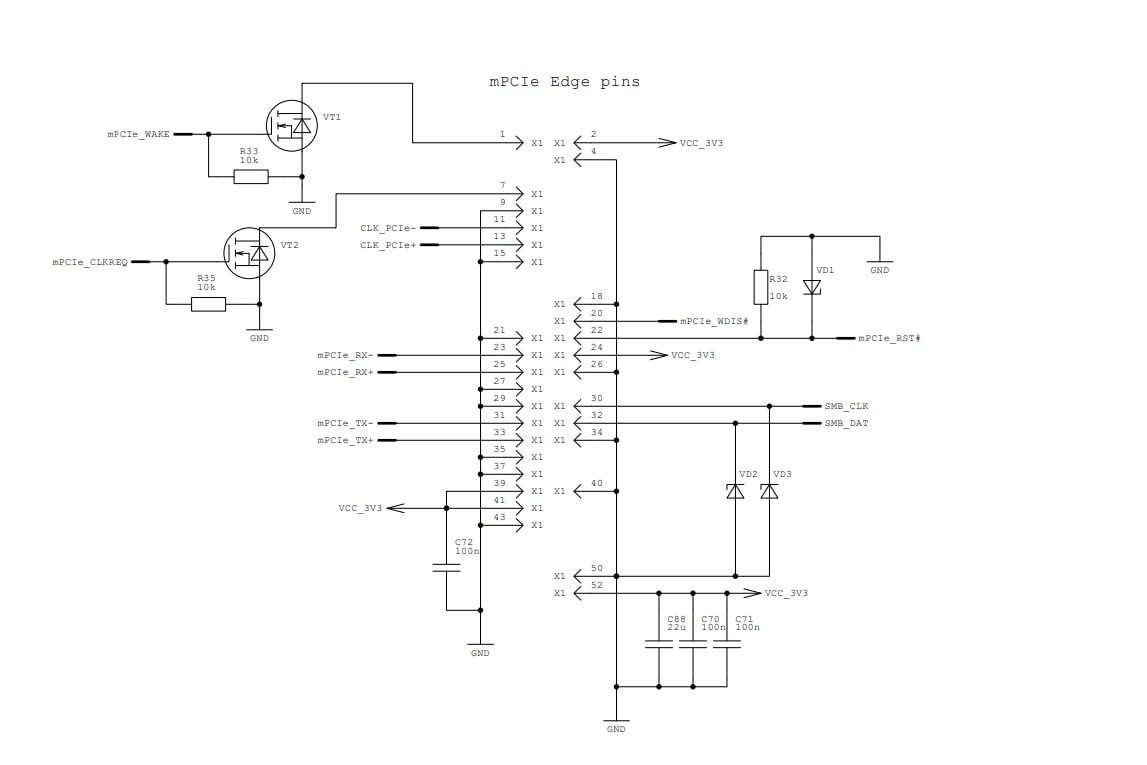 mPCIe Edge pins
VT1
mPCIe_WAKE
R33
10k
GND
1 X1
X1 2 VCC_3V3
X1 4
7 X1
9 X1
CLK_PCIe- 11 X1
CLK_PCIe+ 13 X1
15 X1
VT2
mPCIe_CLKREQ
R35
10k
GND
R32
10k
VD1
GND
X1 18
X1 20 mPCIe_WDIS#
21 X1
X1 22 mPCIe_RST#
mPCIe_RX- 23 X1
X1 24 VCC_3V3
mPCIe_RX+ 25 X1
X1 26
27 X1
29 X1
X1 30 SMB_CLK
mPCIe_TX- 31 X1
X1 32 SMB_DAT
mPCIe_TX+ 33 X1
X1 34
35 X1
37 X1
VD2
VD3
39 X1
X1 40
VCC_3V3 41 X1
43 X1
C72
100n
X1 50
X1 52 VCC_3V3
C88
22u
C70
100n
C71
100n
GND
GND